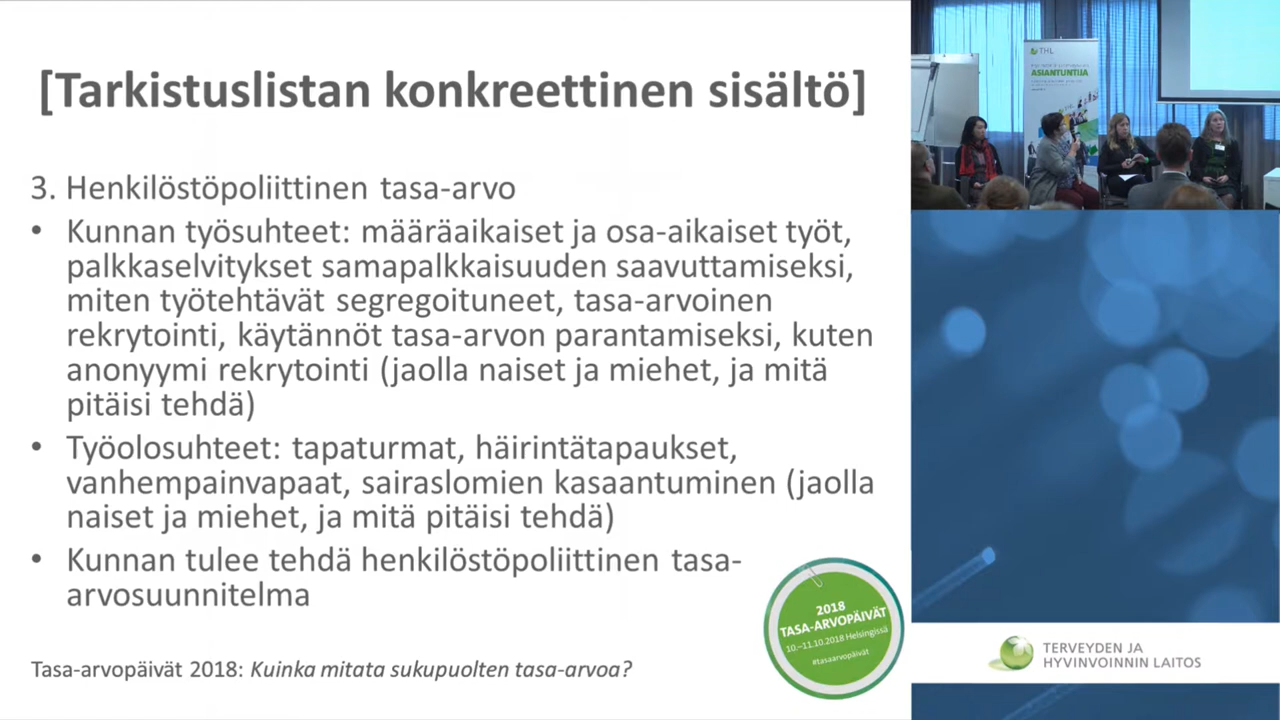 [Tarkistuslistan konkreettinen sisältö]
3. Henkilöstöpoliittinen tasa-arvo
• Kunnan työsuhteet: määräaikaiset ja osa-aikaiset työt,
palkkaselvitykset samapalkkaisuuden saavuttamiseksi,
miten työtehtävät segregoituneet, tasa-arvoinen
rekrytointi, käytännöt tasa-arvon parantamiseksi, kuten
anonyymi rekrytointi (jaolla naiset ja miehet, ja mitä
pitäisi tehdä)
• Työolosuhteet: tapaturmat, häirintätapaukset,
vanhempainvapaat, sairaslomien kasaantuminen (jaolla
naiset ja miehet, ja mitä pitäisi tehdä)
• Kunnan tulee tehdä henkilöstöpoliittinen tasa-
arvosuunnitelma
2018
TASA-ARVOPÄIVÄT
10.–11.10.2018 Helsingissä
#tasaarvopäivät
Tasa-arvopäivät 2018: Kuinka mitata sukupuolten tasa-arvoa?
THL
ASIANTUNTIJA
TERVEYDEN JA
HYVINVOINNIN LAITOS